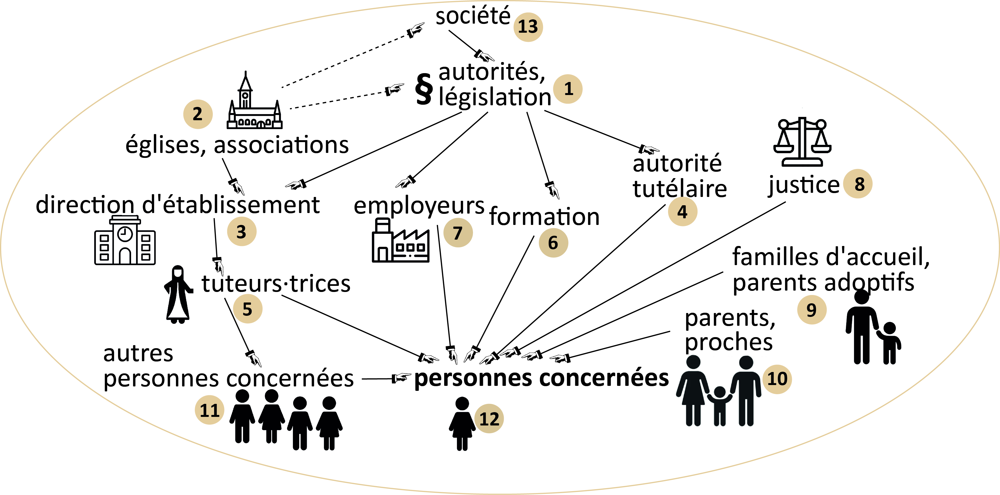 société
13
autorités,
§ législation
1
2
églises, associations
autorité
tutélaire
4
justice
8
direction d'établissement
3
employeurs
7
formation
6
familles d'accueil,
parents adoptifs
9
tuteurs·trices
5
parents,
proches
10
autres
personnes concernées
11
personnes concernées
12